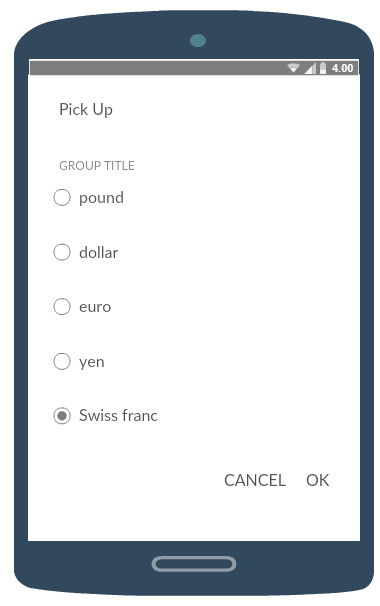 4.00
Pick Up
GROUP TITLE
pound
dollar
euro
yen
Swiss franc
CANCEL OK